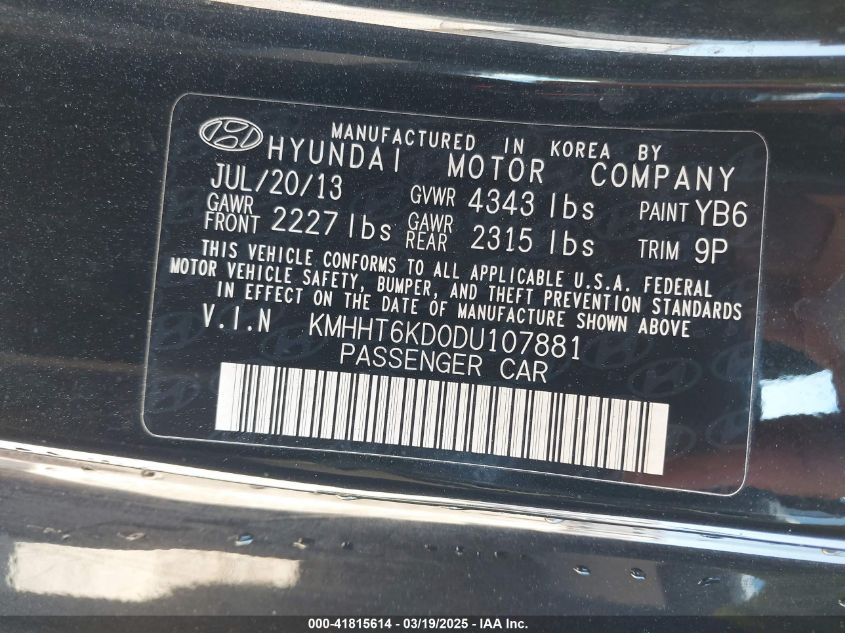 MANUFACTURED IN KOREA BY
HYUNDAI MOTOR COMPANY
JUL/20/13 GVWR 4343 lbs PAINT YB6
GAWR FRONT 2227 lbs GAWR REAR 2315 lbs TRIM 9P
THIS VEHICLE CONFORMS TO ALL APPLICABLE U.S.A. FEDERAL
MOTOR VEHICLE SAFETY, BUMPER, AND THEFT PREVENTION STANDARDS
IN EFFECT ON THE DATE OF MANUFACTURE SHOWN ABOVE
V.I.N KMHHT6KD0DU107881
PASSENGER CAR
000-41815614 - 03/19/2025 - IAA Inc.